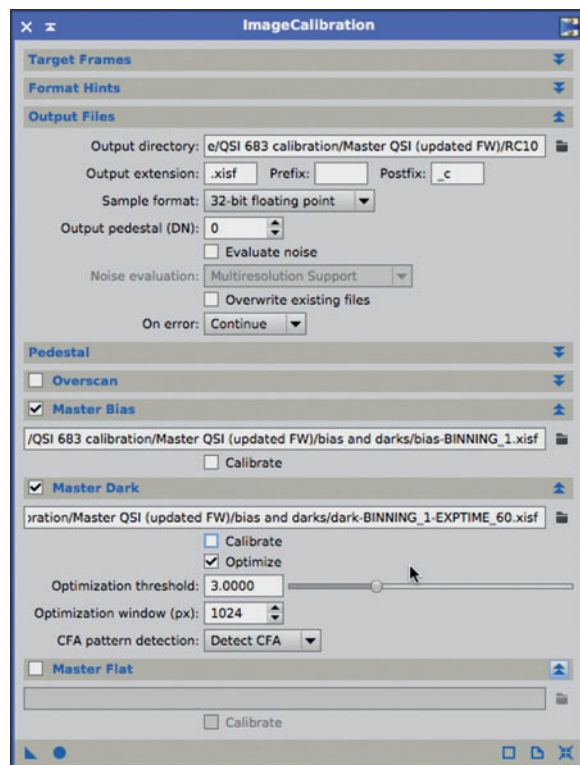 ImageCalibration
Target Frames
Format Hints
Output Files
Output directory: e/QSI 683 calibration/Master QSI (updated FW)/RC10
Output extension: .xisf Prefix: Postfix: _c
Sample format: 32-bit floating point
Output pedestal (DN): 0
Evaluate noise
Noise evaluation: Multiresolution Support
Overwrite existing files
On error: Continue
Pedestal
Overscan
Master Bias
/QSI 683 calibration/Master QSI (updated FW)/bias and darks/bias-BINNING_1.xisf
Calibrate
Master Dark
oration/Master QSI (updated FW)/bias and darks/dark-BINNING_1-EXPTIME_60.xisf
Calibrate
Optimize
Optimization threshold: 3.0000
Optimization window (px): 1024
CFA pattern detection: Detect CFA
Master Flat
Calibrate